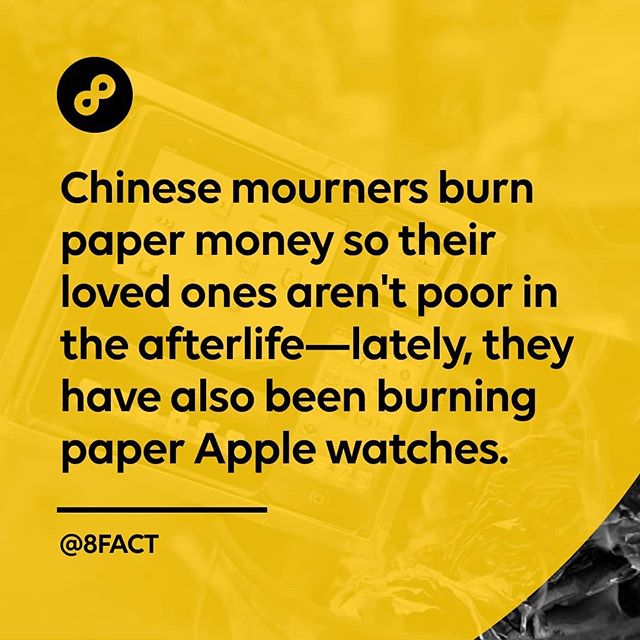 Chinese mourners burn
paper money so their
loved ones aren't poor in
the afterlife—lately, they
have also been burning
paper Apple watches.
@8FACT